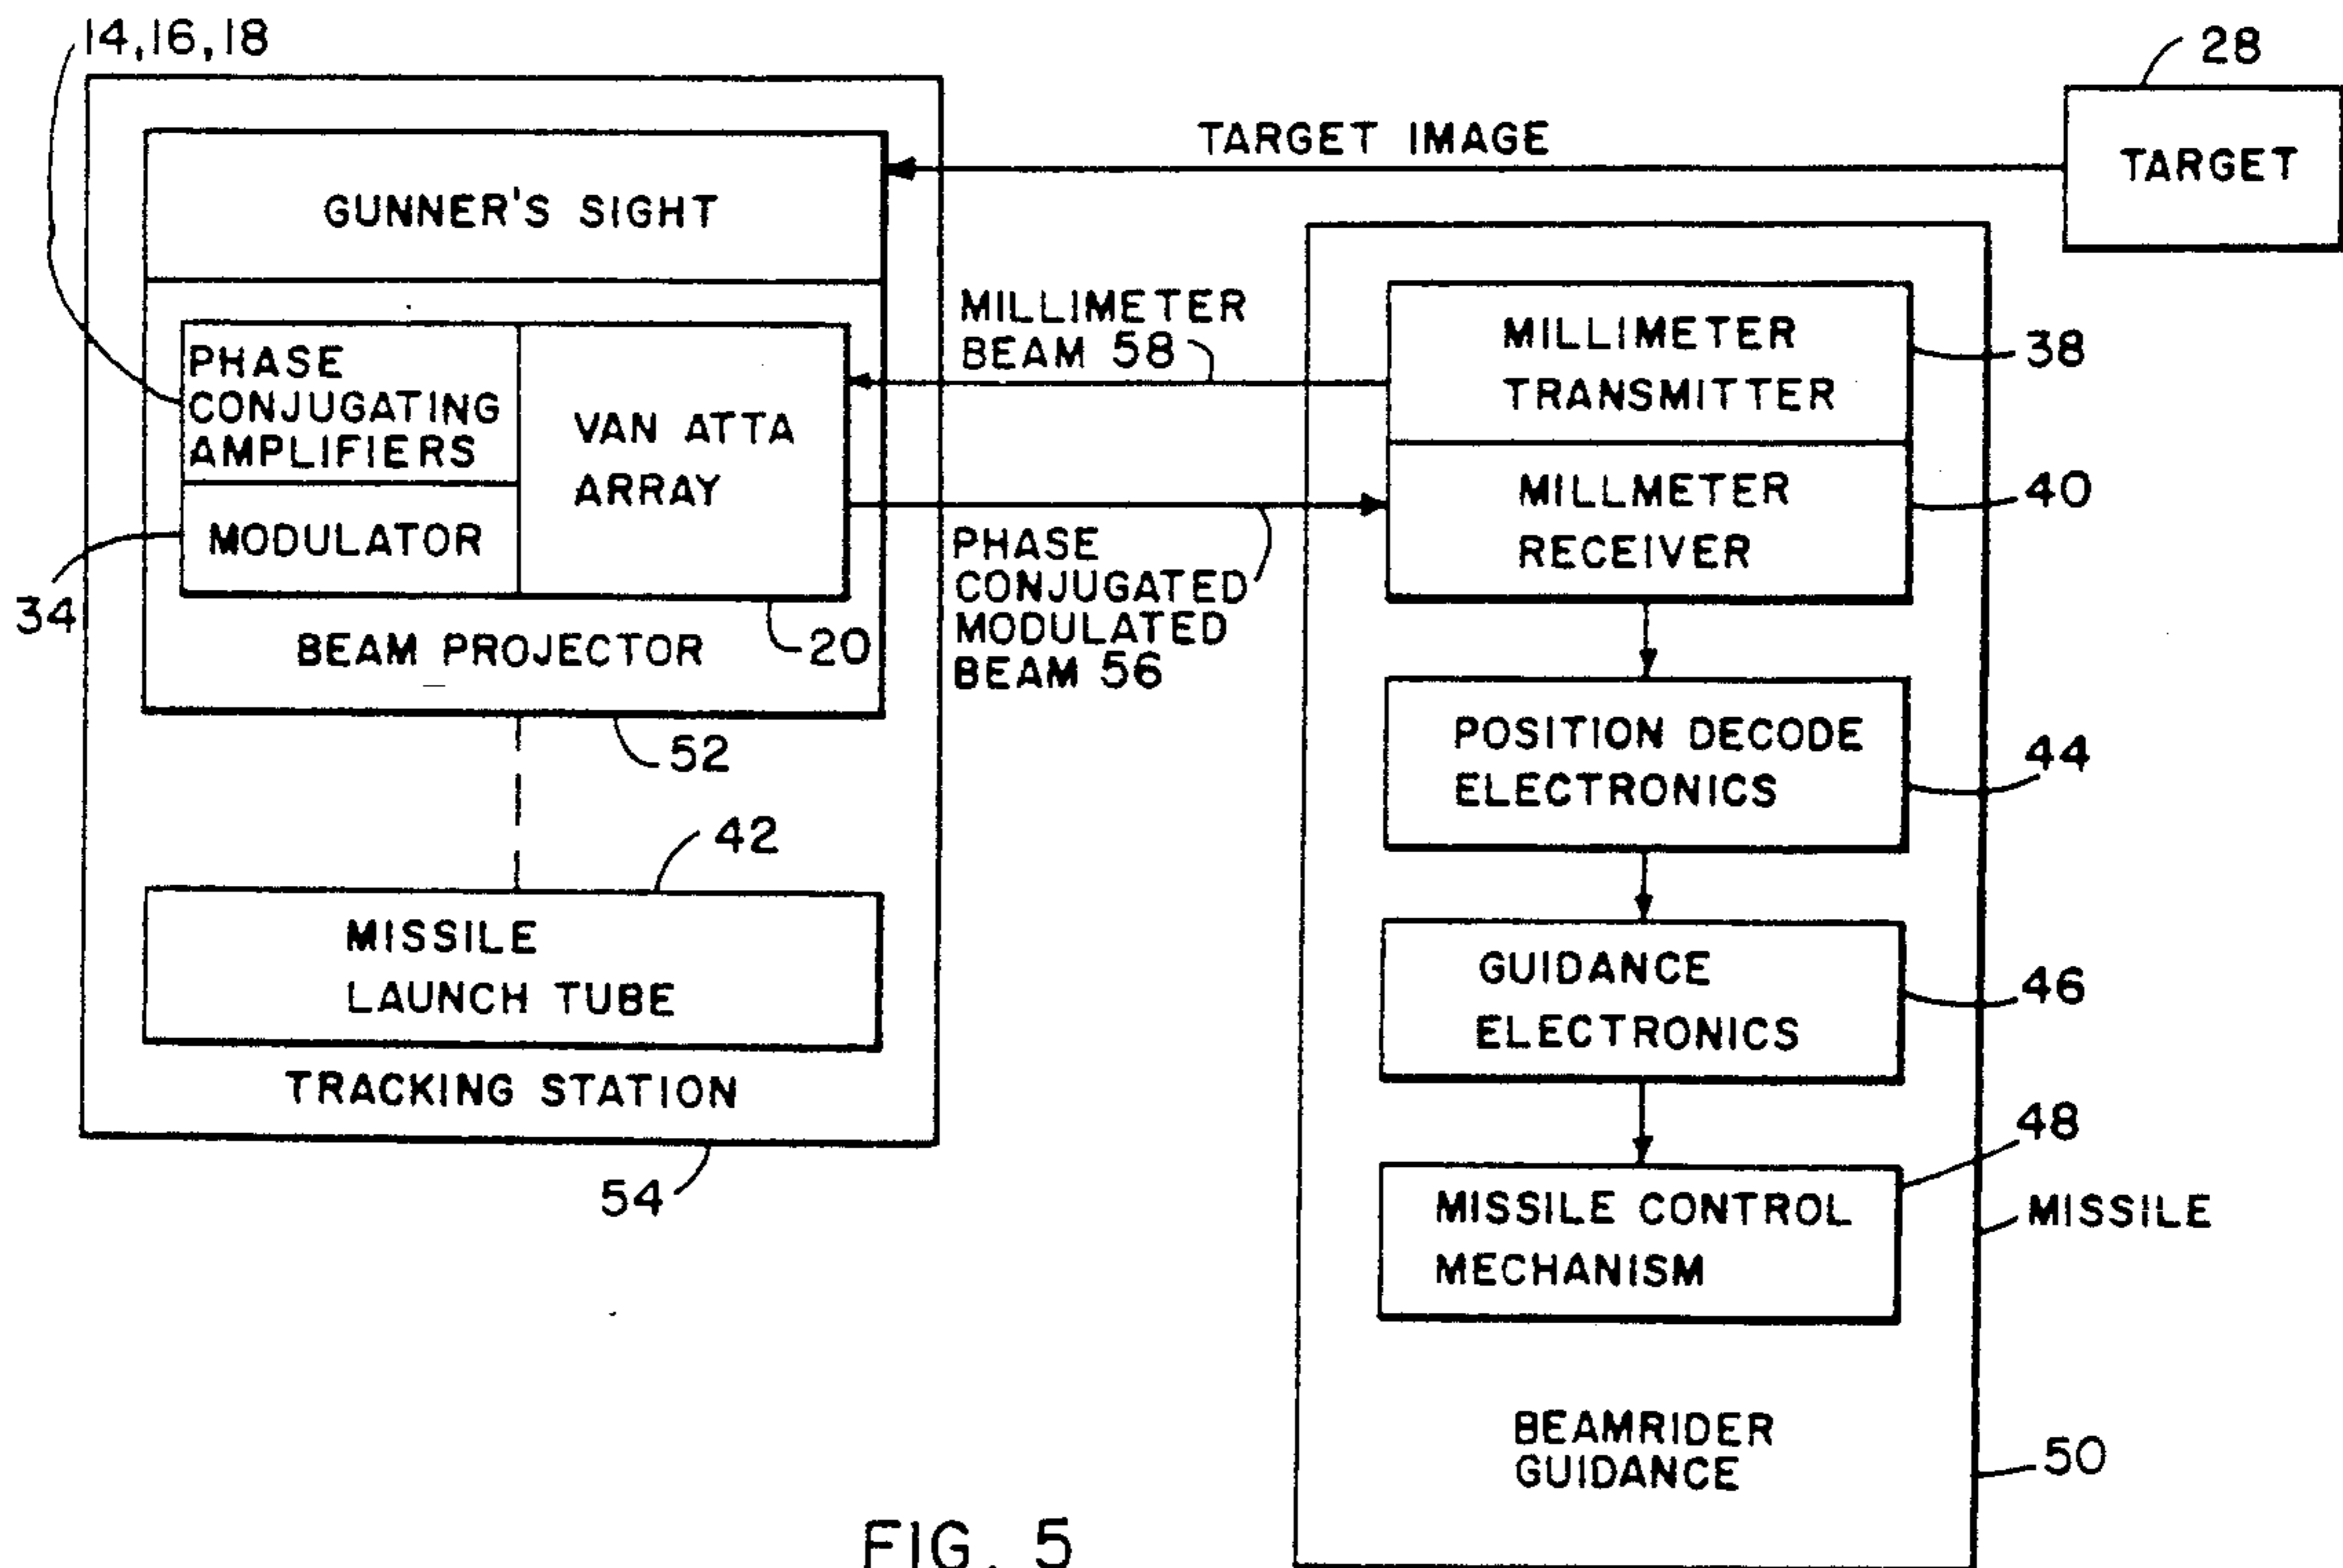 14,16,18
28
TARGET IMAGE
TARGET
GUNNER'S SIGHT
MILLIMETER
BEAM 58
MILLIMETER
TRANSMITTER
38
PHASE
CONJUGATING
AMPLIFIERS
VAN ATTA
ARRAY
MODULATOR
34
MILLMETER
RECEIVER
40
PHASE
CONJUGATED
MODULATED
BEAM 56
BEAM PROJECTOR
20
52
POSITION DECODE
ELECTRONICS
44
42
MISSILE
LAUNCH TUBE
GUIDANCE
ELECTRONICS
46
TRACKING STATION
54
48
MISSILE CONTROL
MECHANISM
MISSILE
BEAMRIDER
GUIDANCE
50
FIG. 5